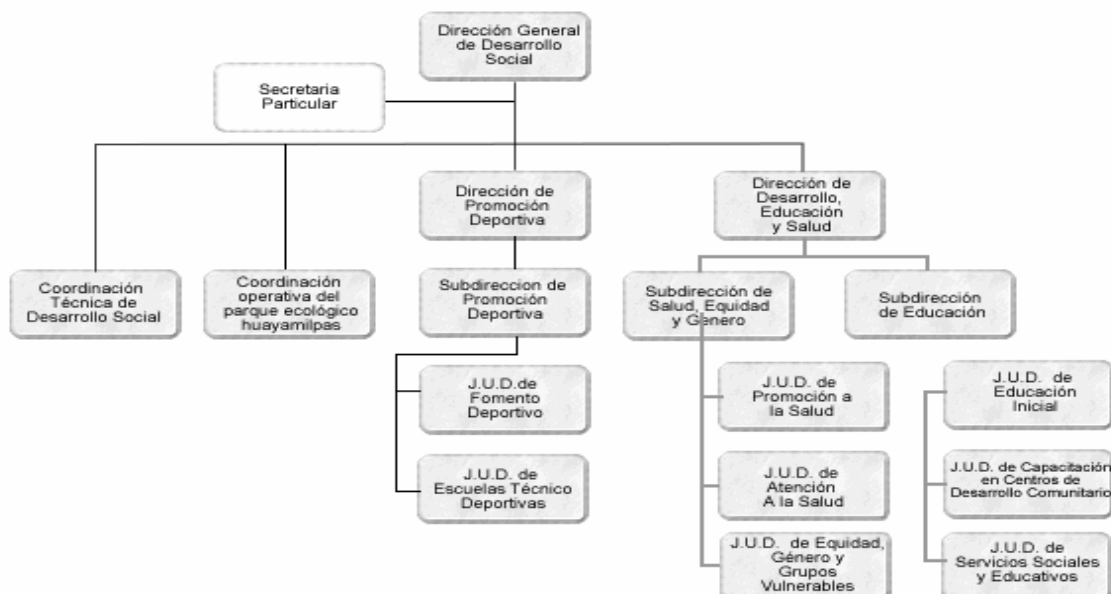 Dirección General
de Desarrollo
Social
Secretaria
Particular
Dirección de
Promoción
Deportiva
Dirección de
Desarrollo,
Educación
y Salud
Coordinación
Técnica de
Desarrollo Social
Coordinación
operativa del
parque ecológico
huayamilpas
Subdireccion de
Promoción
Deportiva
Subdirección de
Salud, Equidad
y Género
Subdirección
de Educación
J.U.D.de
Fomento
Deportivo
J.U.D. de
Promoción a
la Salud
J.U.D. de
Educación
Inicial
J.U.D. de
Escuelas Técnico
Deportivas
J.U.D. de
Atención
A la Salud
J.U.D. de Capacitación
en Centros de
Desarrollo Comunitario
J.U.D. de Equidad,
Género y
Grupos
Vulnerables
J.U.D. de
Servicios Sociales
y Educativos